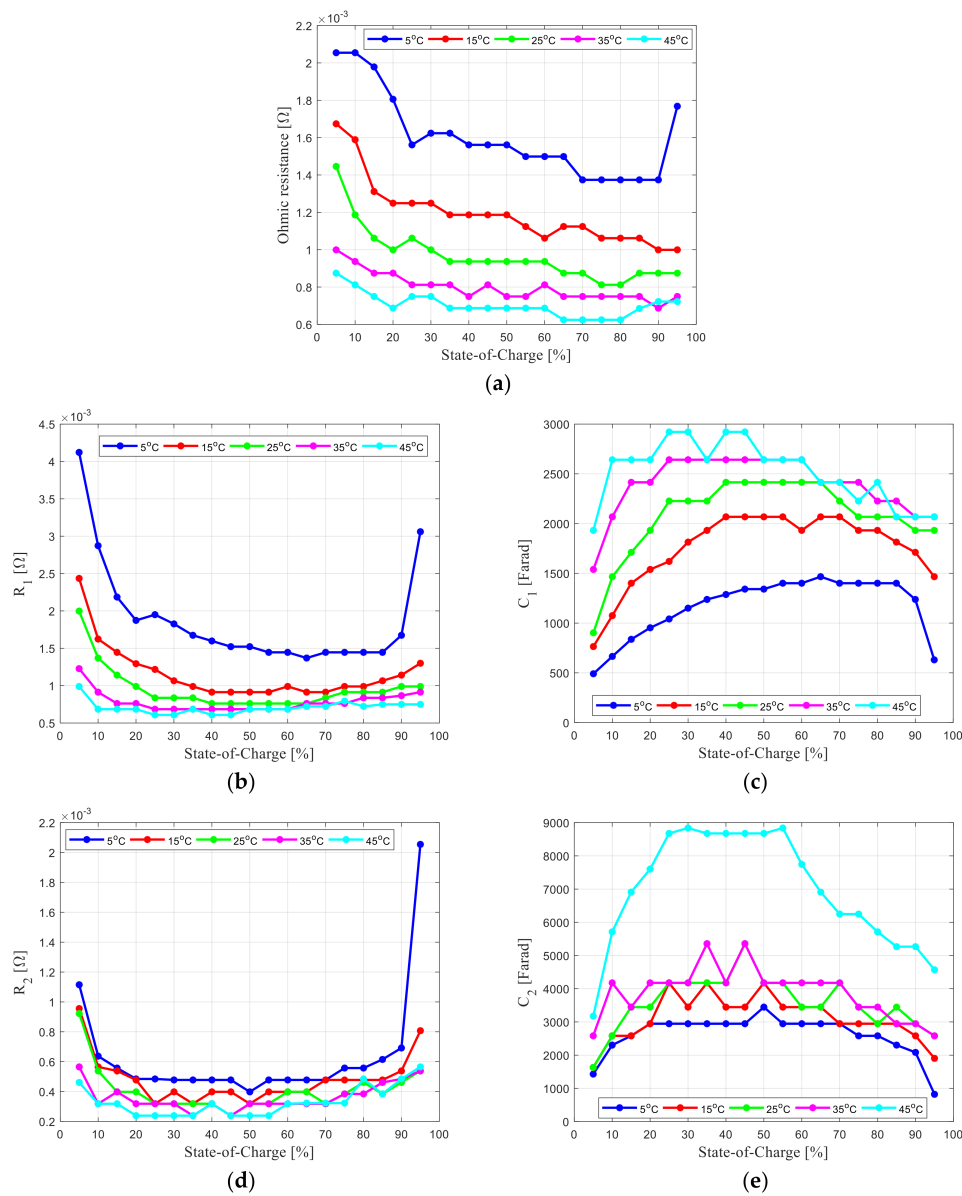 ×10⁻³
2.2
2
1.8
1.6
1.4
1.2
1
0.8
0.6
Ohmic resistance [Ω]
5°C 15°C 25°C 35°C 45°C
0 10 20 30 40 50 60 70 80 90 100
State-of-Charge [%]
(a)
×10⁻³
4.5
4
3.5
3
2.5
2
1.5
1
0.5
R₁ [Ω]
5°C 15°C 25°C 35°C 45°C
0 10 20 30 40 50 60 70 80 90 100
State-of-Charge [%]
(b)
3000
2500
2000
1500
1000
500
0
C₁ [Farad]
5°C 15°C 25°C 35°C 45°C
0 10 20 30 40 50 60 70 80 90 100
State-of-Charge [%]
(c)
×10⁻³
2.2
2
1.8
1.6
1.4
1.2
1
0.8
0.6
0.4
0.2
R₂ [Ω]
5°C 15°C 25°C 35°C 45°C
0 10 20 30 40 50 60 70 80 90 100
State-of-Charge [%]
(d)
9000
8000
7000
6000
5000
4000
3000
2000
1000
0
C₂ [Farad]
5°C 15°C 25°C 35°C 45°C
0 10 20 30 40 50 60 70 80 90 100
State-of-Charge [%]
(e)